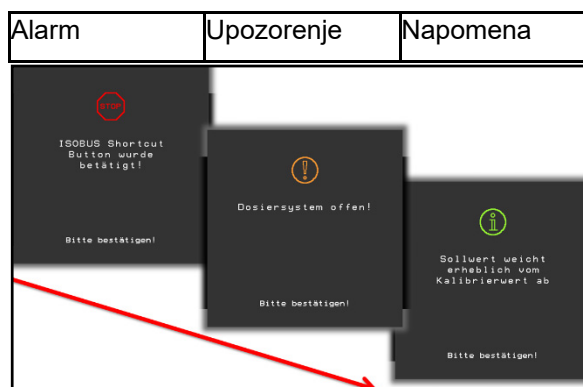 Alarm
Upozorenje
Napomena
STOP
ISOBUS Shortcut
Button wurde
betätigt!
Bitte bestätigen!
Dosiersystem offen!
Bitte bestätigen!
Sollwert weicht
erheblich vom
Kalibrierwert ab
Bitte bestätigen!